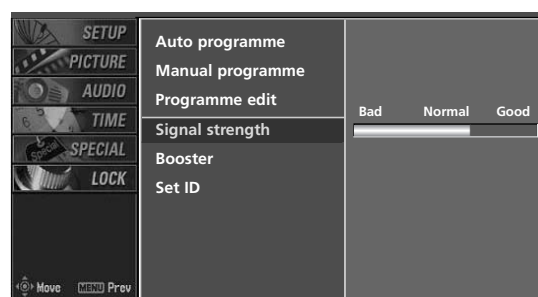 SETUP
PICTURE
AUDIO
TIME
SPECIAL
LOCK
Move MENU Prev
Auto programme
Manual programme
Programme edit
Signal strength
Booster
Set ID
Bad Normal Good